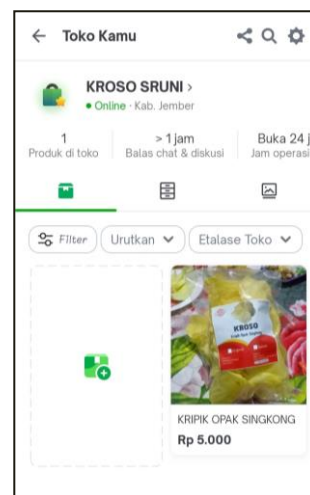 Toko Kamu
KROSO SRUNI
Online · Kab. Jember
1
Produk di toko
> 1 jam
Balas chat & diskusi
Buka 24 j
Jam operasi
Filter
Urutkan
Etalase Toko
KROSO
KRIPIK OPAK SINGKONG
Rp 5.000